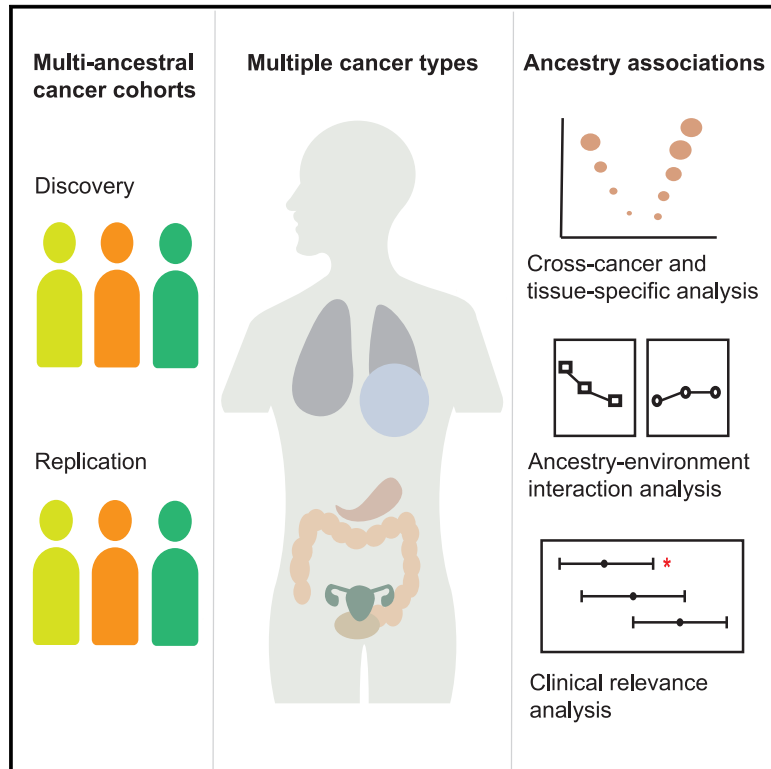 Multi-ancestral
cancer cohorts
Discovery
Replication
Multiple cancer types
Ancestry associations
Cross-cancer and
tissue-specific analysis
Ancestry-environment
interaction analysis
*
Clinical relevance
analysis